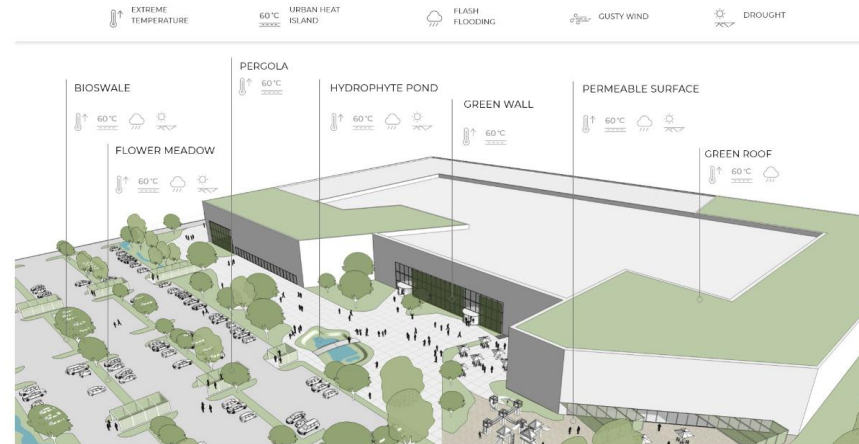 EXTREME
TEMPERATURE
60°C
URBAN HEAT
ISLAND
FLASH
FLOODING
GUSTY WIND
DROUGHT
PERGOLA
60°C
BIOSWALE
60°C
HYDROPHYTE POND
60°C
GREEN WALL
60°C
PERMEABLE SURFACE
60°C
FLOWER MEADOW
60°C
GREEN ROOF
60°C